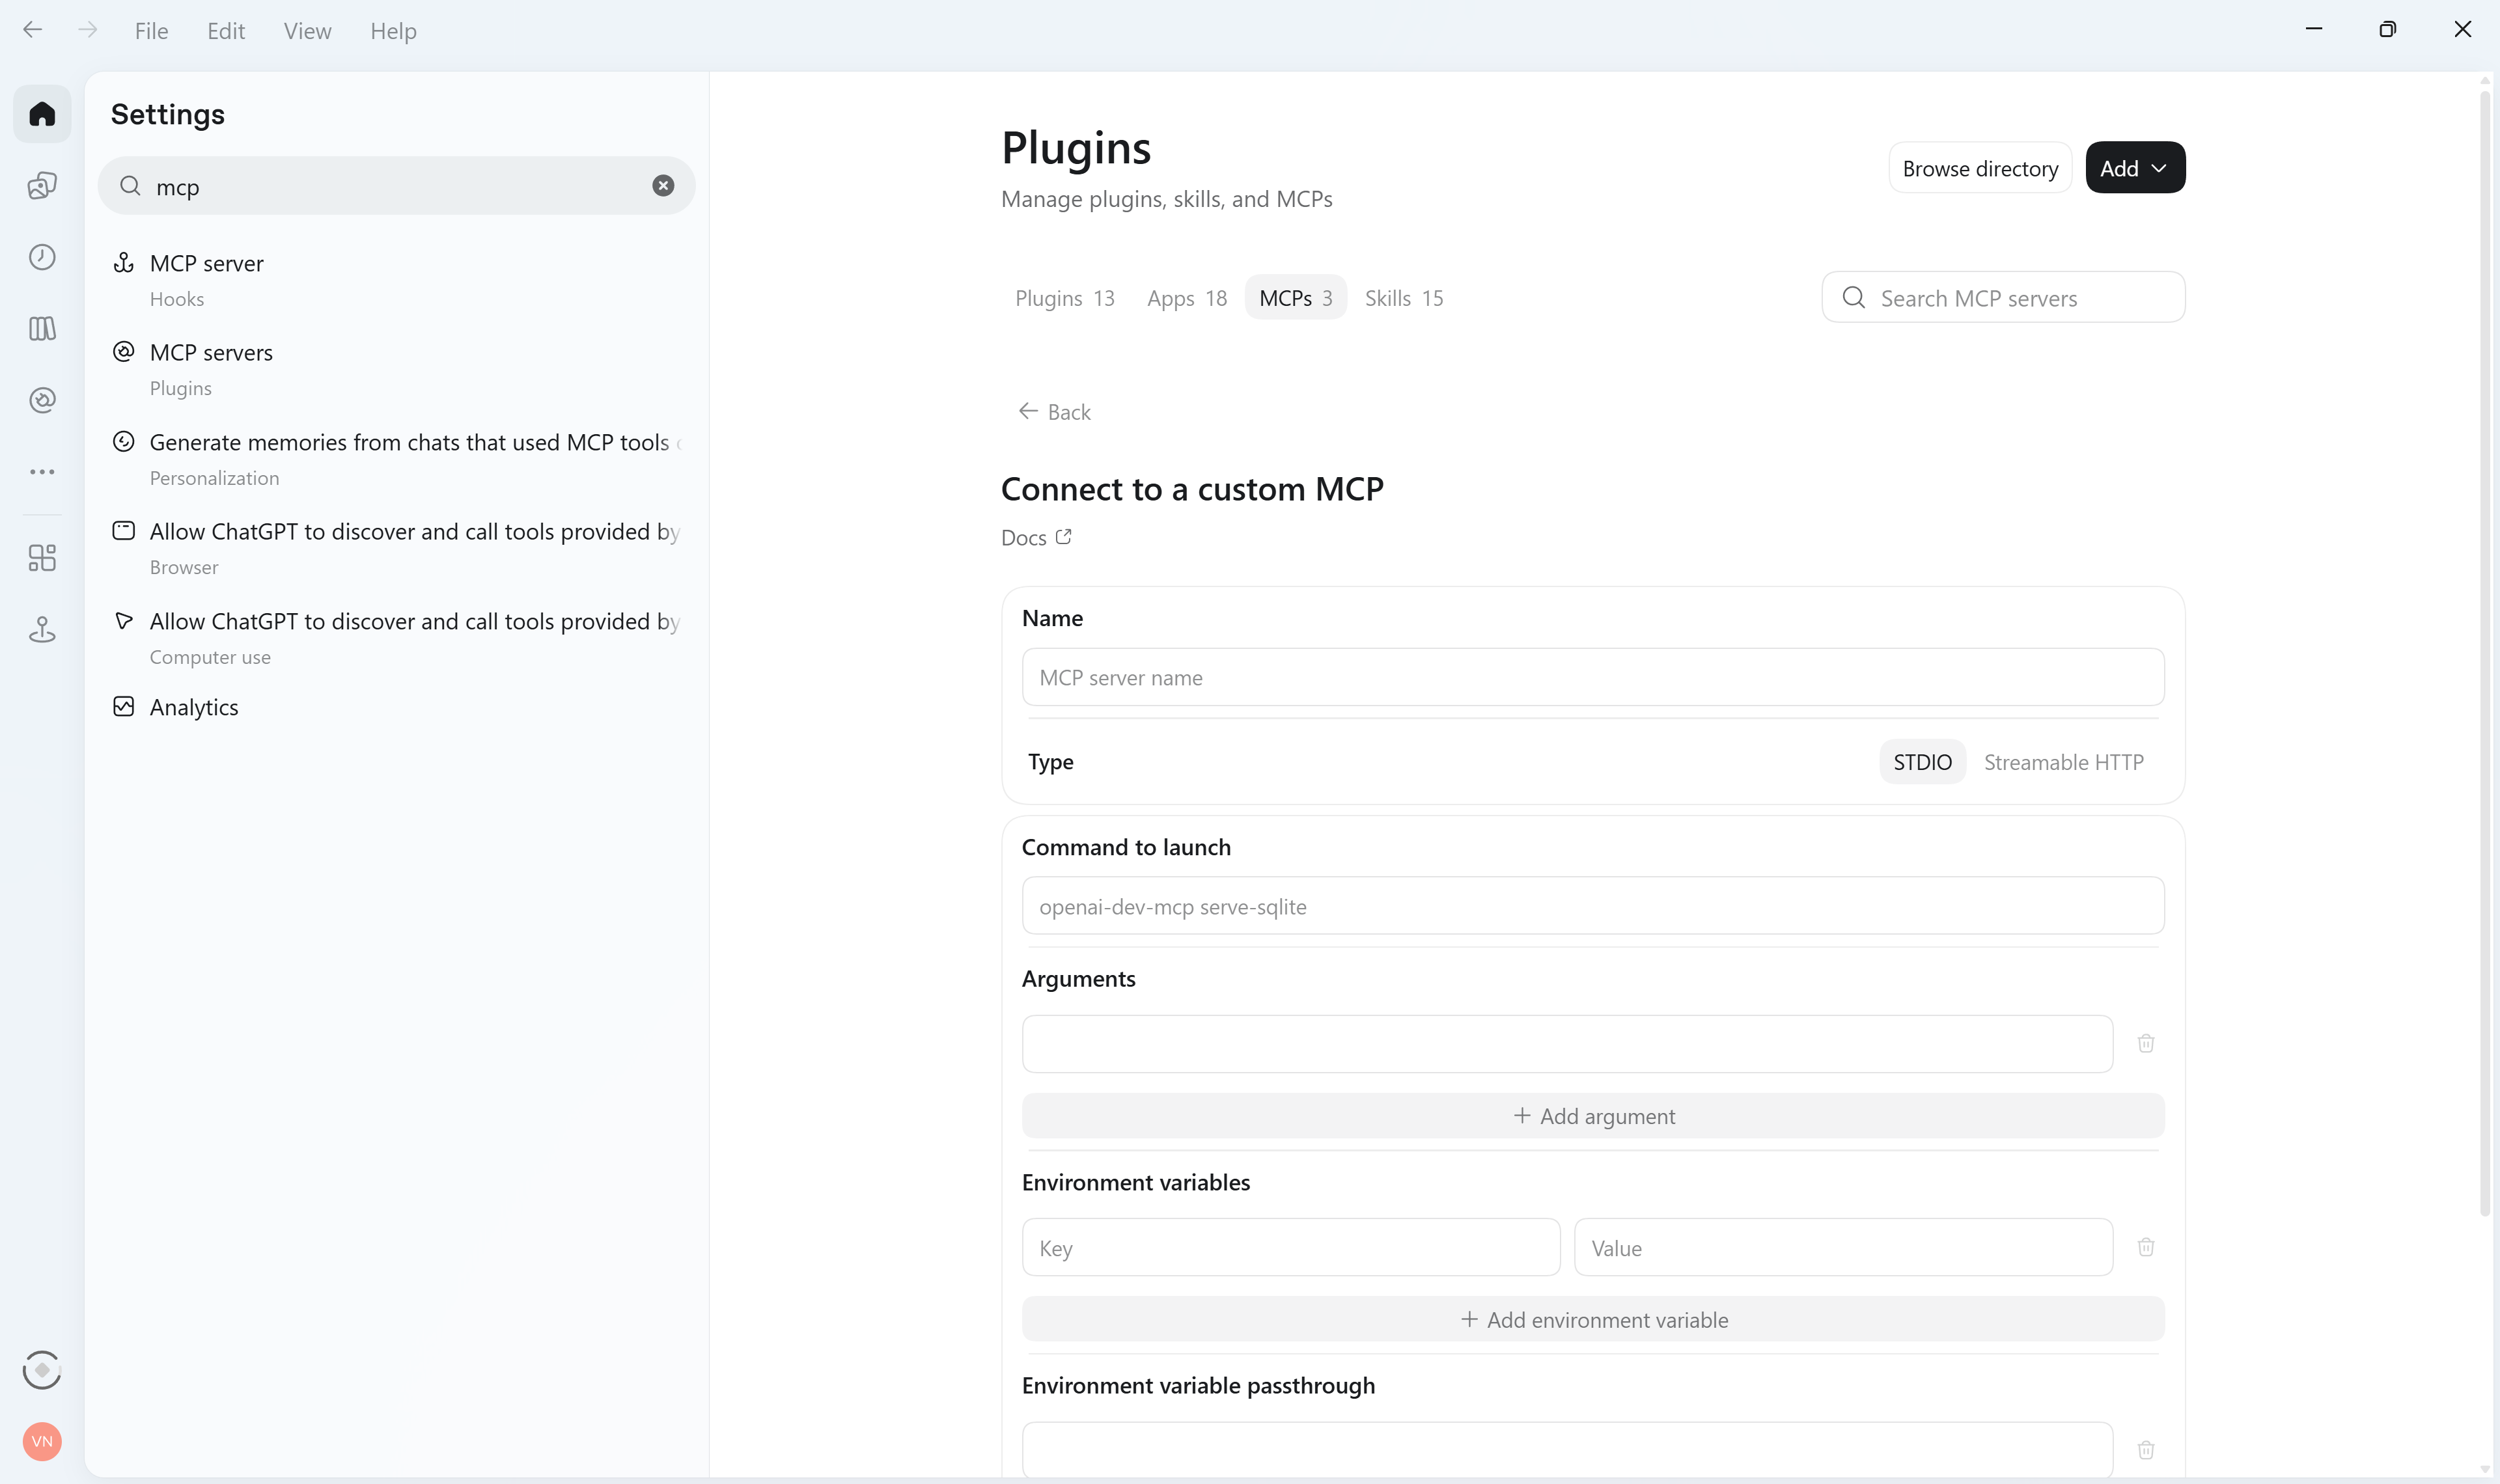 File Edit View Help
Settings
mcp
MCP server
Hooks
MCP servers
Plugins
Generate memories from chats that used MCP tools
Personalization
Allow ChatGPT to discover and call tools provided by
Browser
Allow ChatGPT to discover and call tools provided by
Computer use
Analytics
VN
Plugins
Manage plugins, skills, and MCPs
Browse directory
Add
Plugins 13 Apps 18 MCPs 3 Skills 15
Search MCP servers
Back
Connect to a custom MCP
Docs
Name
MCP server name
Type
STDIO Streamable HTTP
Command to launch
openai-dev-mcp serve-sqlite
Arguments
+ Add argument
Environment variables
Key Value
+ Add environment variable
Environment variable passthrough